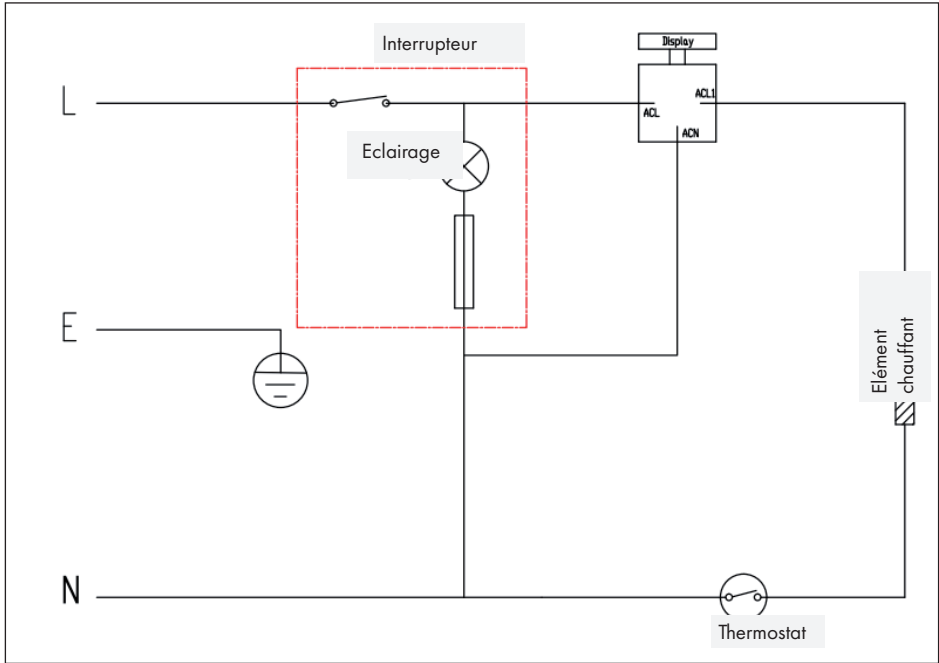 Interrupteur
Display
L
ACL1
ACL
ACN
Eclairage
E
Elément
chauffant
N
Thermostat